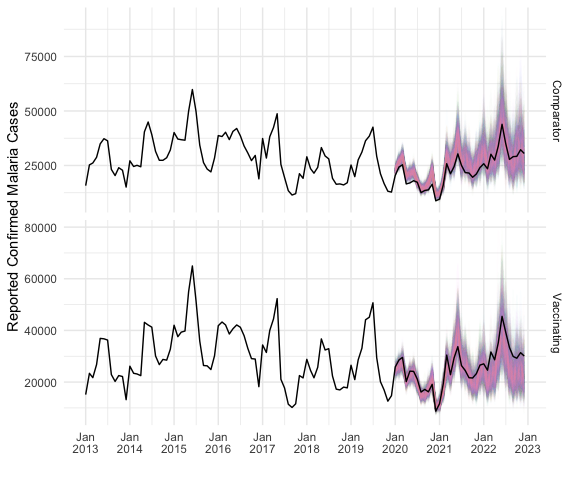 Reported Confirmed Malaria Cases
75000
50000
25000
Comparator
80000
60000
40000
20000
Vaccinating
Jan Jan Jan Jan Jan Jan Jan Jan Jan Jan Jan
2013 2014 2015 2016 2017 2018 2019 2020 2021 2022 2023